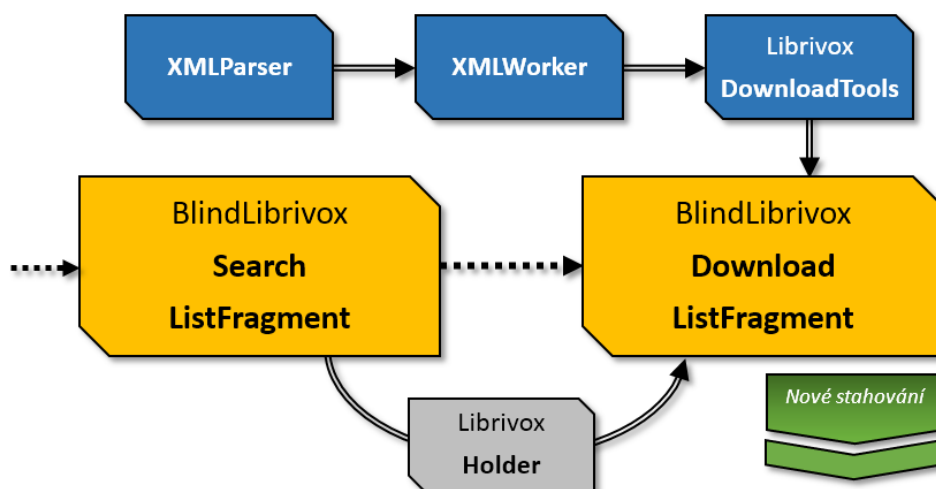 XMLParser
XMLWorker
Librivox
DownloadTools
BlindLibrivox
Search
ListFragment
BlindLibrivox
Download
ListFragment
Nové stahování
Librivox
Holder